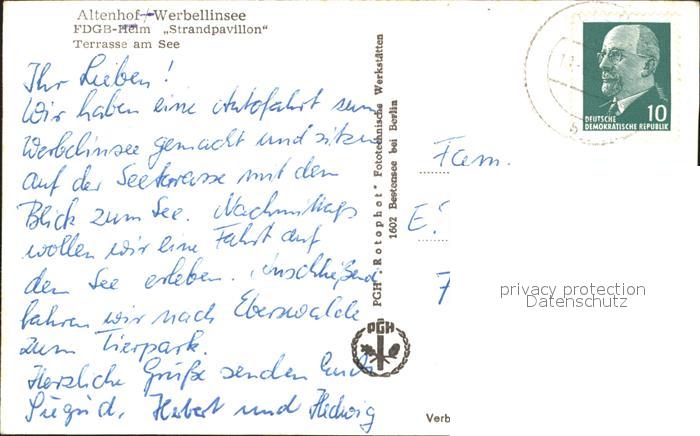 Altenhof-Werbellinsee
FDGB-Heim „Strandpavillon"
Terrasse am See
Ihr Lieben!
Wir haben eine Autofahrt zum
Werbelinsee gemacht und sitzen
auf der Seeterrasse mit dem
Blick zum See. Nachmittags
wollen wir eine Fahrt auf
dem See erleben. Anschließend
fahren wir nach Eberswalde
zum Tierpark.
Herzliche Grüße senden Euch
Siegrid, Herbert und Hedwig
PGH „Rotophot" Fototechnische Werkstätten
1602 Bestensee bei Berlin
PGH
Verb
DEUTSCHE
DEMOKRATISCHE REPUBLIK
10
Fam.
E.
privacy protection
Datenschutz